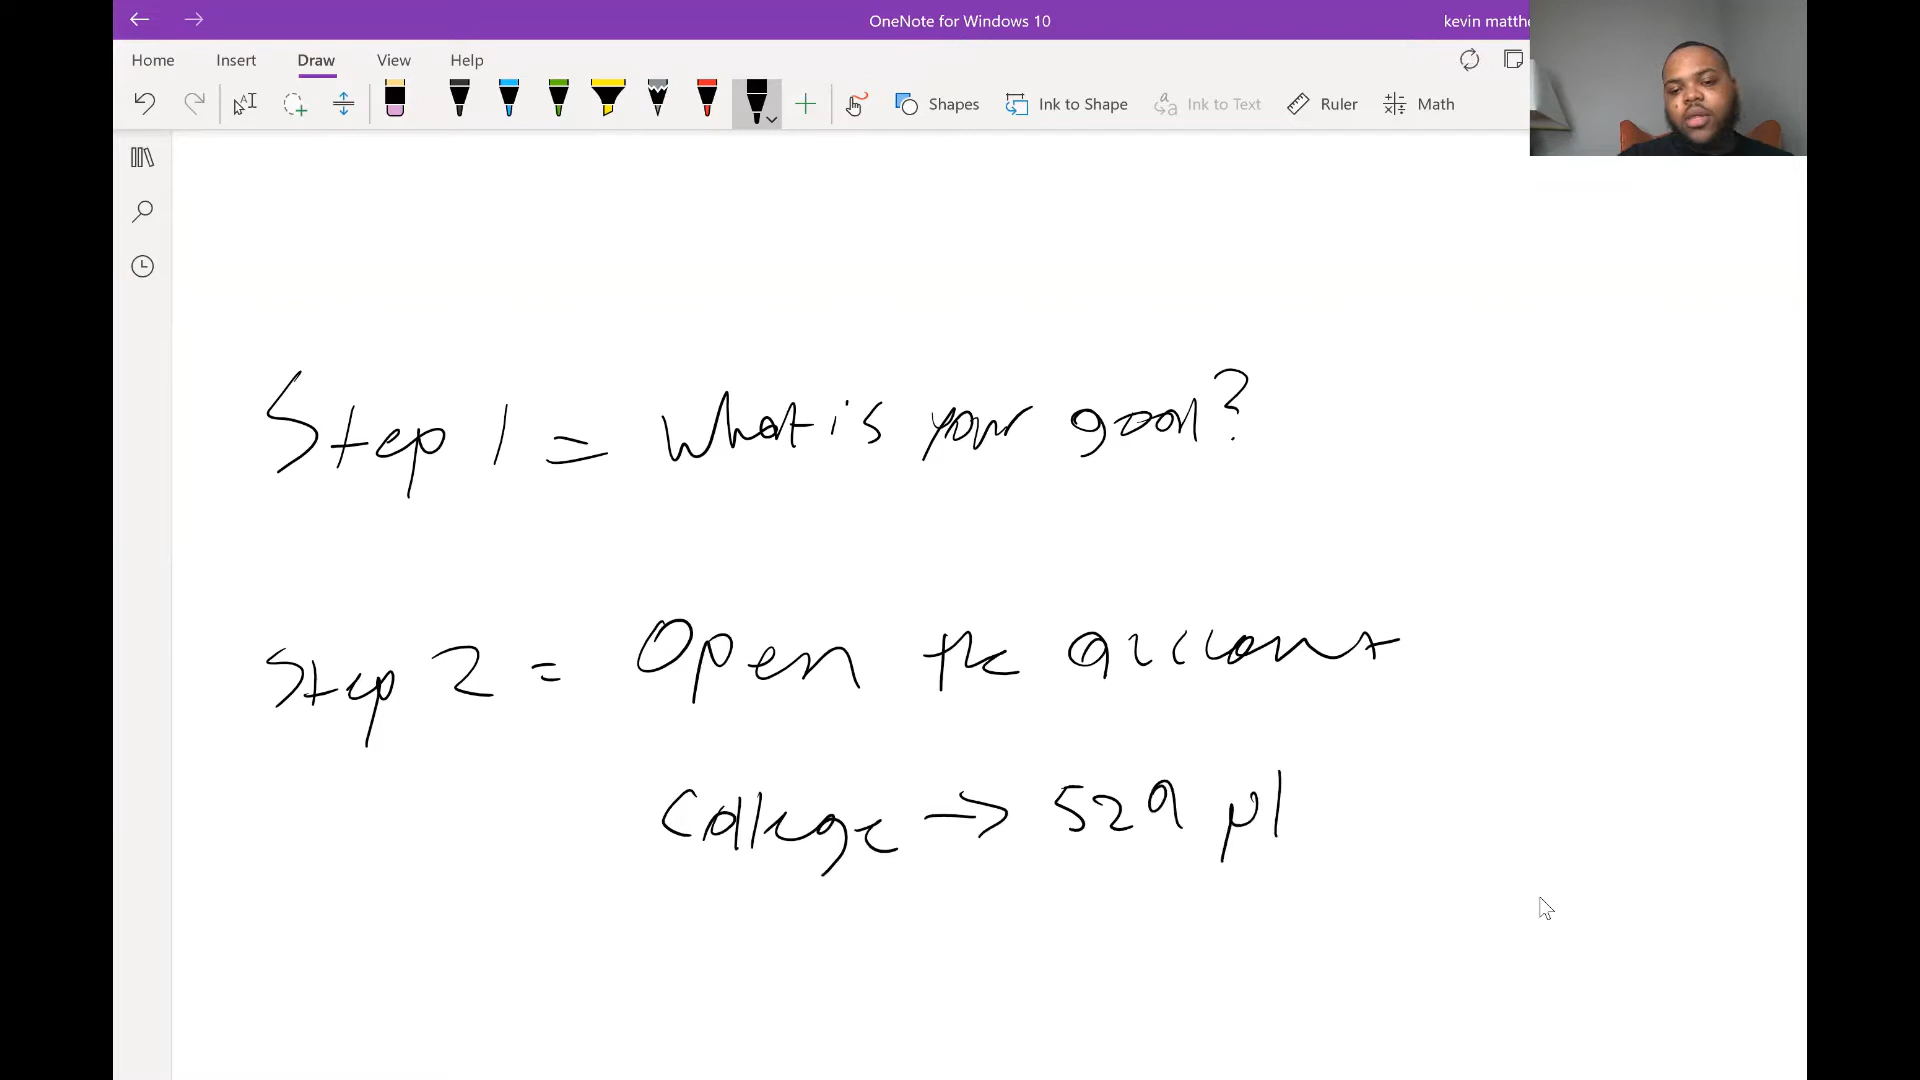 OneNote for Windows 10 kevin matthe
Home Insert Draw View Help
Shapes Ink to Shape Ink to Text Ruler Math
Step 1 = What is your goal?
Step 2 = Open the account
College → 529 pl